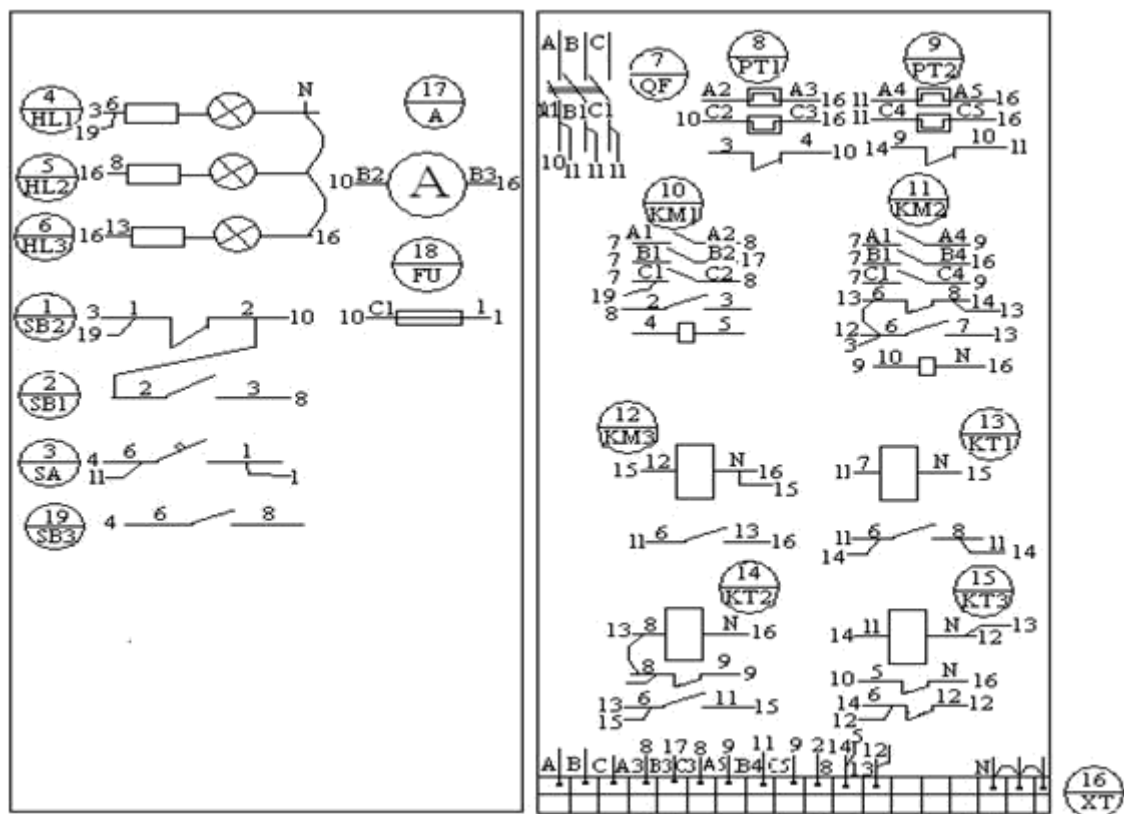 4
HL1
3 6
19
N
17
A
5
HL2
16 8
10 B2
A
B3 16
6
HL3
16 13
16
18
FU
1
SB2
3 1
19
2 10
10 C1
1 1
2
SB1
2 3 8
3
SA
4 6
11
1
1
19
SB3
4 6 8
A B C
7
QF
8
PT1
9
PT2
A2 A3 16
10 C2 C3 16
3 4 10
11 A4 A5 16
11 C4 C5 16
14 9 10 11
B1 C1
10 11 11 11
10
KM1
7 A1 A2 8
7 B1 B2 17
7 C1 C2 8
19
8 2 3
4 5
11
KM2
7 A1 A4 9
7 B1 B4 16
7 C1 C4 9
13 6 8 14 13
12 6 7 13
3
9 10 N 16
12
KM3
15 12 N 16
15
11 6 13 16
13
KT1
11 7 N 15
11 6 8 11
14 14
14
KT2
13 8 N 16
8 9 9
13 6 11 15
15
15
KT3
14 11 N 12 13
10 5 N 16
14 6 12 12
12
A B C A3 8 B3 17 C3 8 A5 9 B4 11 C5 9 2 8 14 5 13 12
N
16
XT